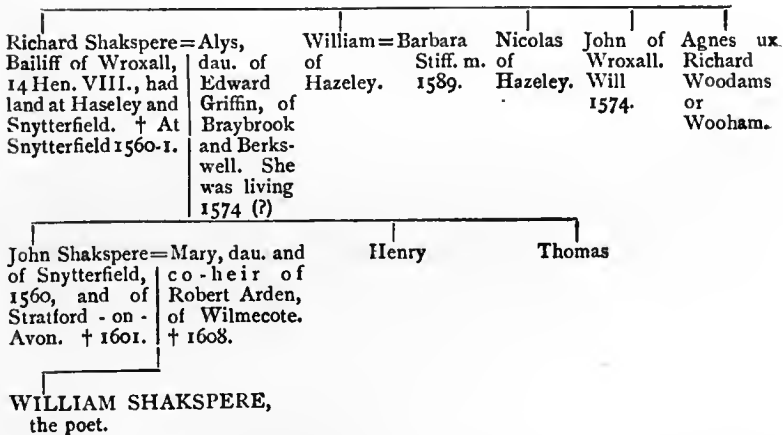 Richard Shakspere = Alys,
Bailiff of Wroxall, dau. of
14 Hen. VIII., had Edward
land at Haseley and Griffin, of
Snytterfield. † At Braybrook
Snytterfield 1560-1. and Berks-
well. She
was living
1574 (?)
William = Barbara
of Stiff. m.
Hazeley. 1589.
Nicolas
of
Hazeley.
John of
Wroxall.
Will
1574.
Agnes ux.
Richard
Woodams
or
Wooham.
John Shakspere = Mary, dau. and
of Snytterfield, co-heir of
1560, and of Robert Arden,
Stratford - on - of Wilmecote.
Avon. † 1601. † 1608.
Henry
Thomas
WILLIAM SHAKSPERE,
the poet.